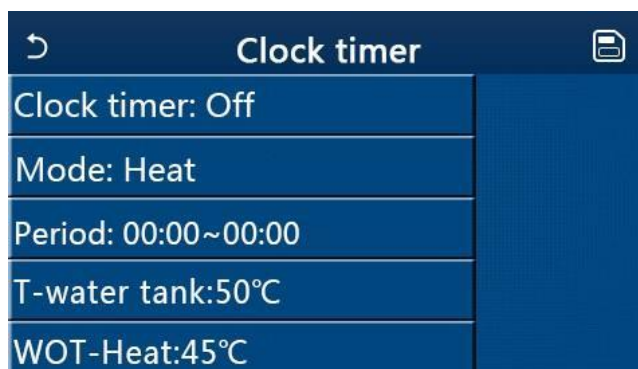 Clock timer
Clock timer: Off
Mode: Heat
Period: 00:00~00:00
T-water tank:50℃
WOT-Heat:45℃